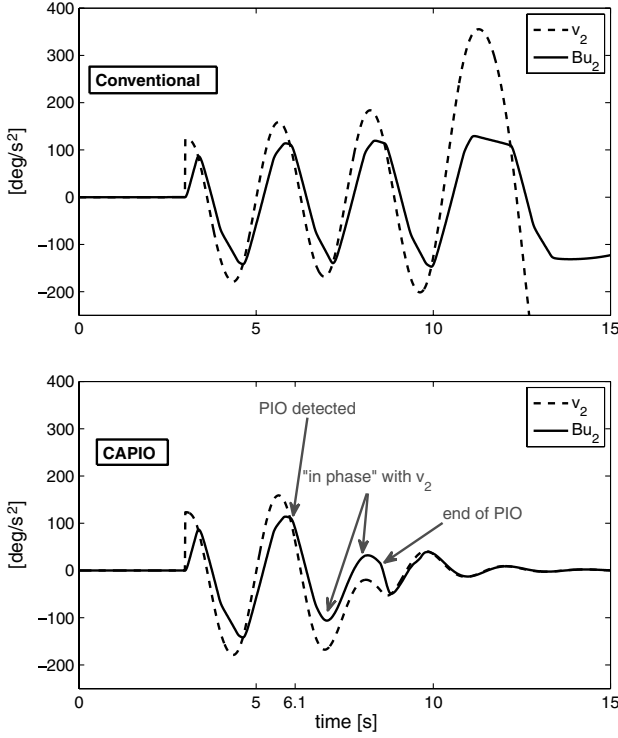 400
300
200
100
0
−100
−200
[deg/s²]
Conventional
v₂
Bu₂
0
5
10
15
400
300
200
100
0
−100
−200
[deg/s²]
CAPIO
v₂
Bu₂
PIO detected
"in phase" with v₂
end of PIO
0
5
6.1
10
15
time [s]